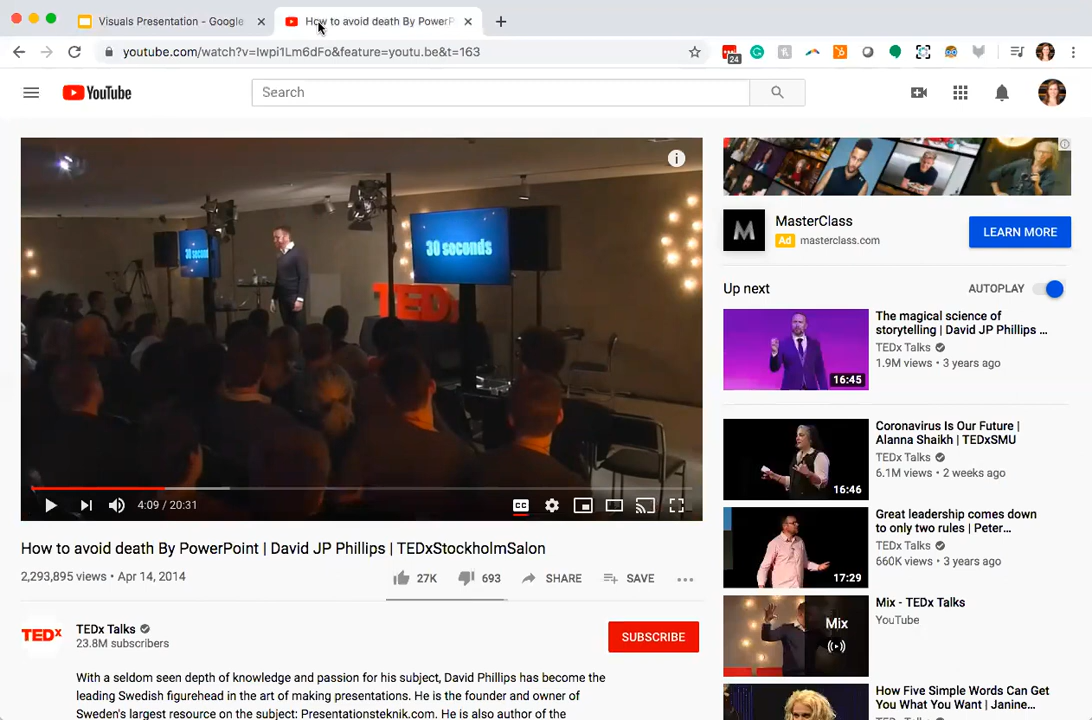 Visuals Presentation - Google
How to avoid death By PowerP
youtube.com/watch?v=Iwpi1Lm6dFo&feature=youtu.be&t=163
24
YouTube
Search
30 second
30 seconds
TED
4:09 / 20:31
CC
How to avoid death By PowerPoint | David JP Phillips | TEDxStockholmSalon
2,293,895 views • Apr 14, 2014
27K
693
SHARE
SAVE
TEDx
TEDx Talks
23.8M subscribers
SUBSCRIBE
With a seldom seen depth of knowledge and passion for his subject, David Phillips has become the
leading Swedish figurehead in the art of making presentations. He is the founder and owner of
Sweden's largest resource on the subject: Presentationsteknik.com. He is also author of the
M
MasterClass
Ad masterclass.com
LEARN MORE
Up next
AUTOPLAY
16:45
The magical science of
storytelling | David JP Phillips ...
TEDx Talks
1.9M views • 3 years ago
16:46
Coronavirus Is Our Future |
Alanna Shaikh | TEDxSMU
TEDx Talks
6.1M views • 2 weeks ago
17:29
Great leadership comes down
to only two rules | Peter...
TEDx Talks
660K views • 3 years ago
Mix
Mix - TEDx Talks
YouTube
How Five Simple Words Can Get
You What You Want | Janine...